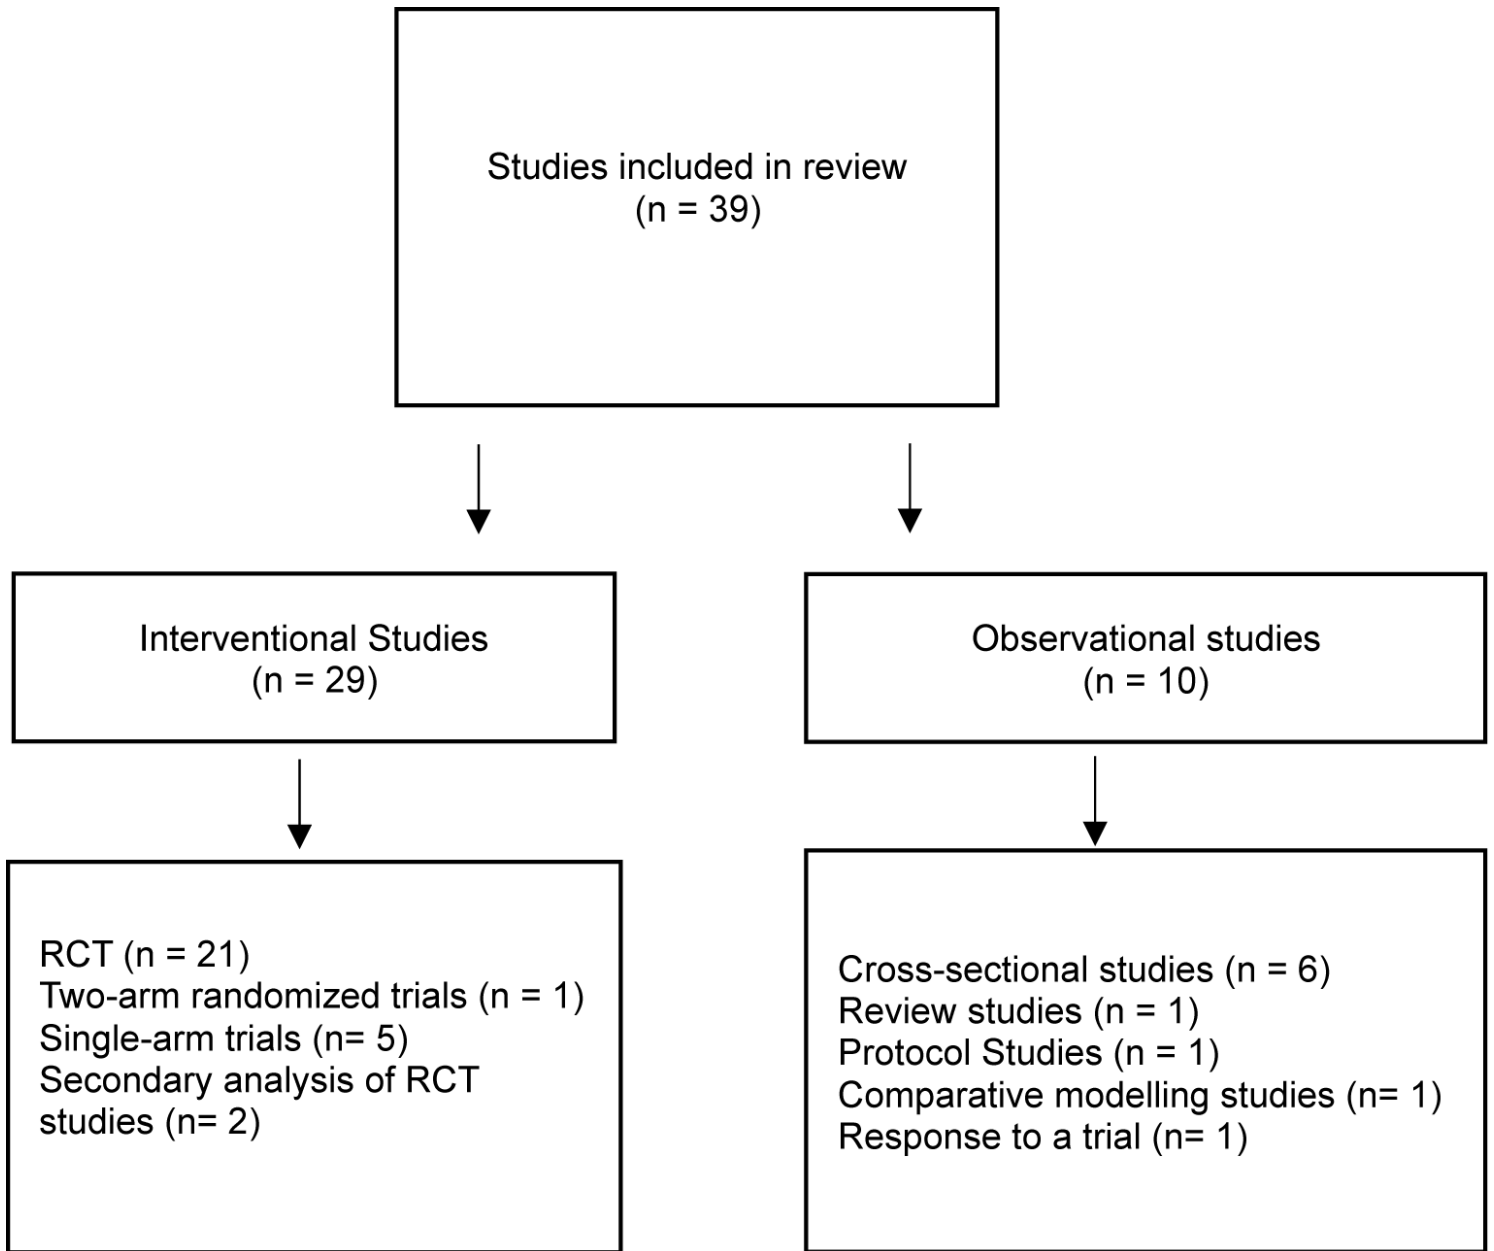 Studies included in review
(n = 39)
Interventional Studies
(n = 29)
Observational studies
(n = 10)
RCT (n = 21)
Two-arm randomized trials (n = 1)
Single-arm trials (n= 5)
Secondary analysis of RCT
studies (n= 2)
Cross-sectional studies (n = 6)
Review studies (n = 1)
Protocol Studies (n = 1)
Comparative modelling studies (n= 1)
Response to a trial (n= 1)